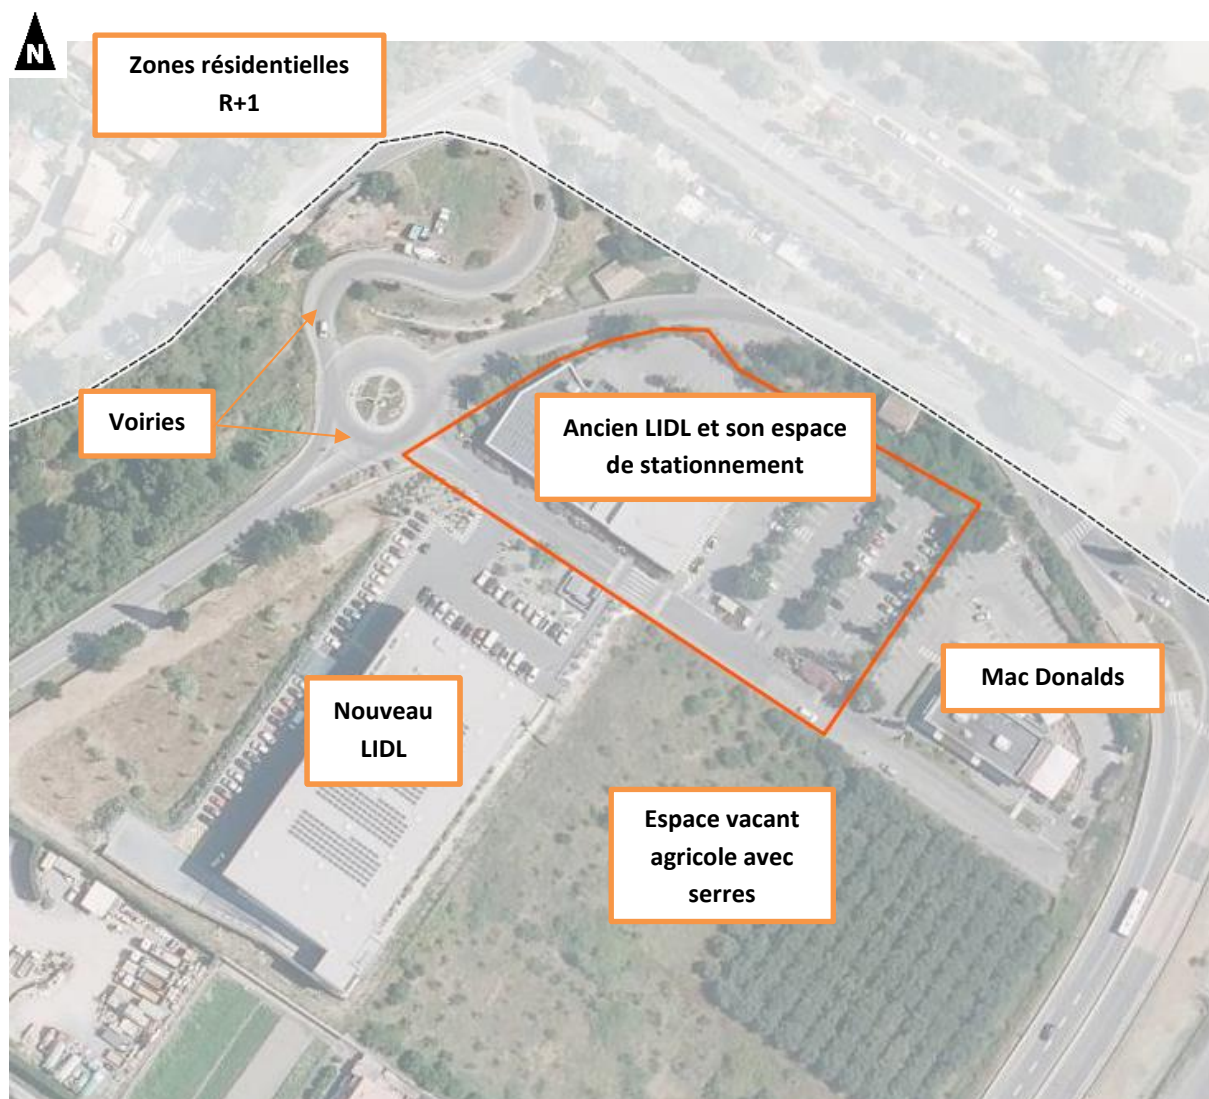 N
Zones résidentielles
R+1
Voiries
Ancien LIDL et son espace
de stationnement
Mac Donalds
Nouveau
LIDL
Espace vacant
agricole avec
serres